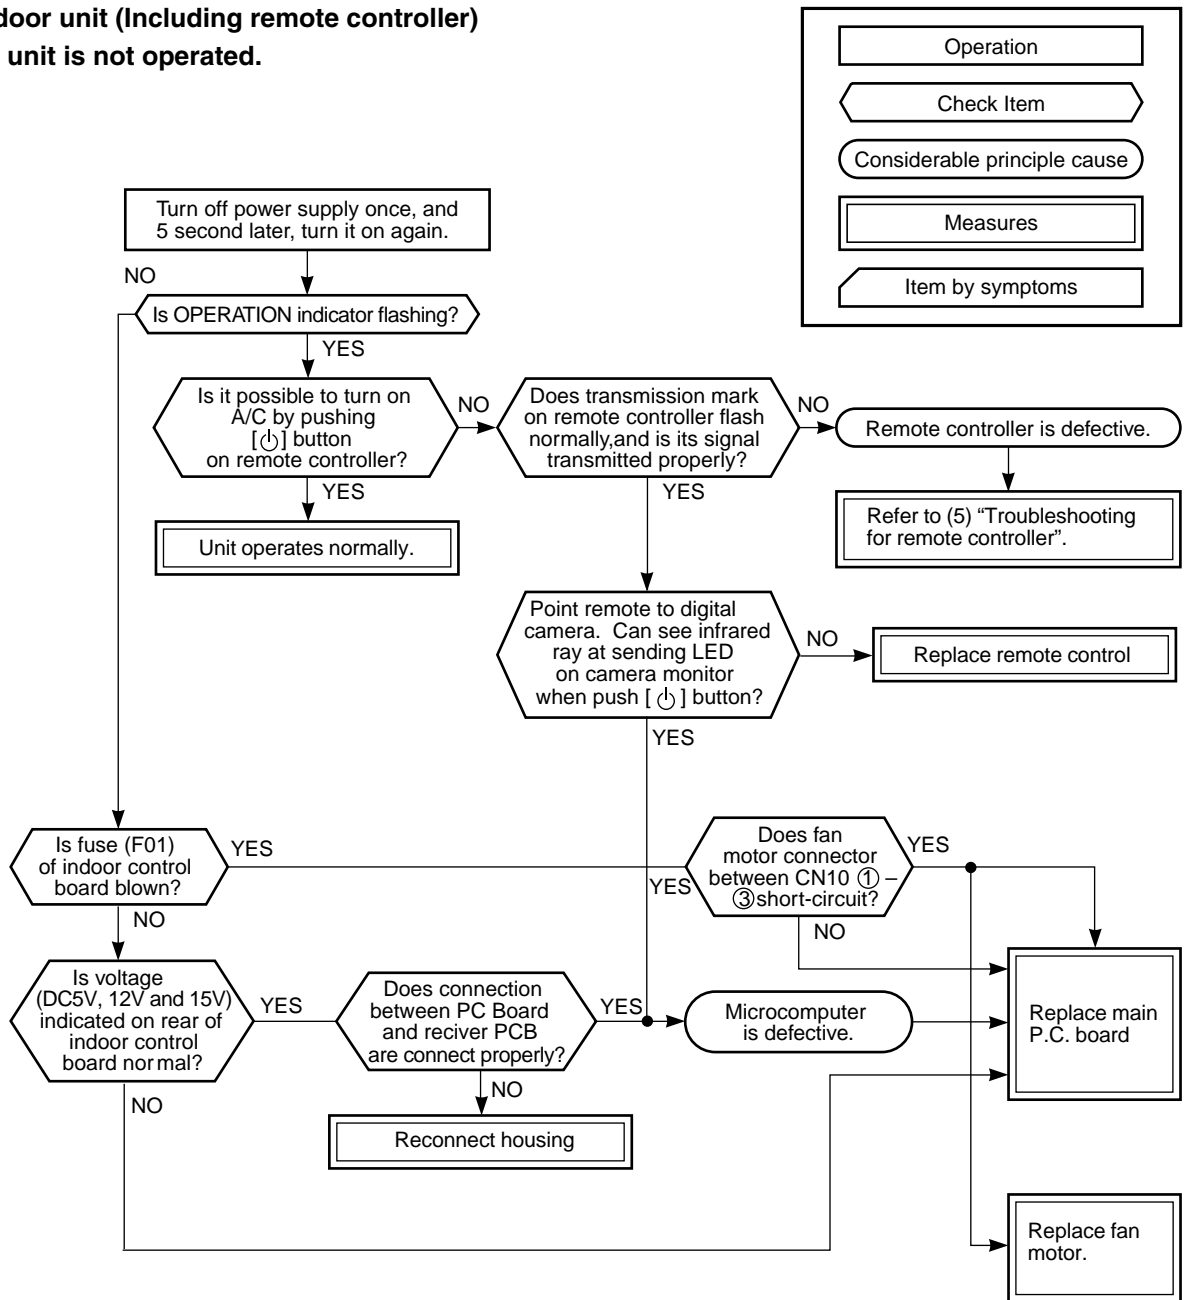 door unit (Including remote controller)
unit is not operated.
Operation
Check Item
Considerable principle cause
Measures
Item by symptoms
Turn off power supply once, and
5 second later, turn it on again.
NO
Is OPERATION indicator flashing?
YES
Is it possible to turn on
A/C by pushing
[⏻] button
on remote controller?
NO
Does transmission mark
on remote controller flash
normally,and is its signal
transmitted properly?
NO
Remote controller is defective.
YES
YES
Unit operates normally.
Refer to (5) “Troubleshooting
for remote controller”.
Point remote to digital
camera. Can see infrared
ray at sending LED
on camera monitor
when push [ ⏻ ] button?
NO
Replace remote control
YES
Is fuse (F01)
of indoor control
board blown?
YES
Does fan
motor connector
between CN10 ① –
③short-circuit?
YES
YES
NO
NO
Is voltage
(DC5V, 12V and 15V)
indicated on rear of
indoor control
board normal?
YES
Does connection
between PC Board
and reciver PCB
are connect properly?
YES
Microcomputer
is defective.
Replace main
P.C. board
NO
NO
Reconnect housing
Replace fan
motor.